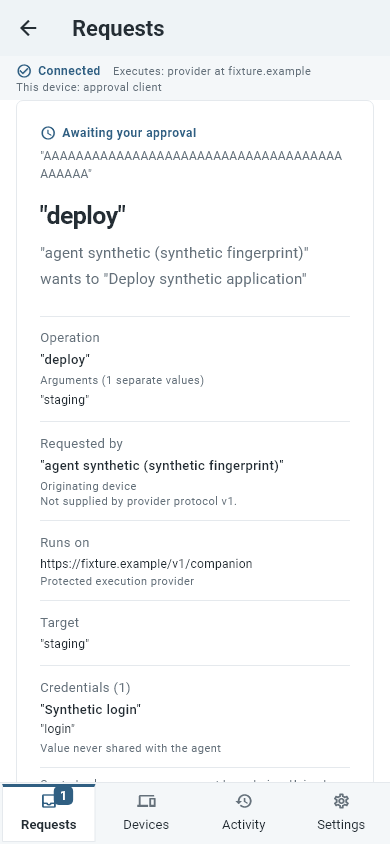 Requests
Connected Executes: provider at fixture.example
This device: approval client
Awaiting your approval
"AAAAAAAAAAAAAAAAAAAAAAAAAAAAAAAAAAAAA
AAAAAA"
"deploy"
"agent synthetic (synthetic fingerprint)"
wants to "Deploy synthetic application"
Operation
"deploy"
Arguments (1 separate values)
"staging"
Requested by
"agent synthetic (synthetic fingerprint)"
Originating device
Not supplied by provider protocol v1.
Runs on
https://fixture.example/v1/companion
Protected execution provider
Target
"staging"
Credentials (1)
"Synthetic login"
"login"
Value never shared with the agent
1
Requests Devices Activity Settings